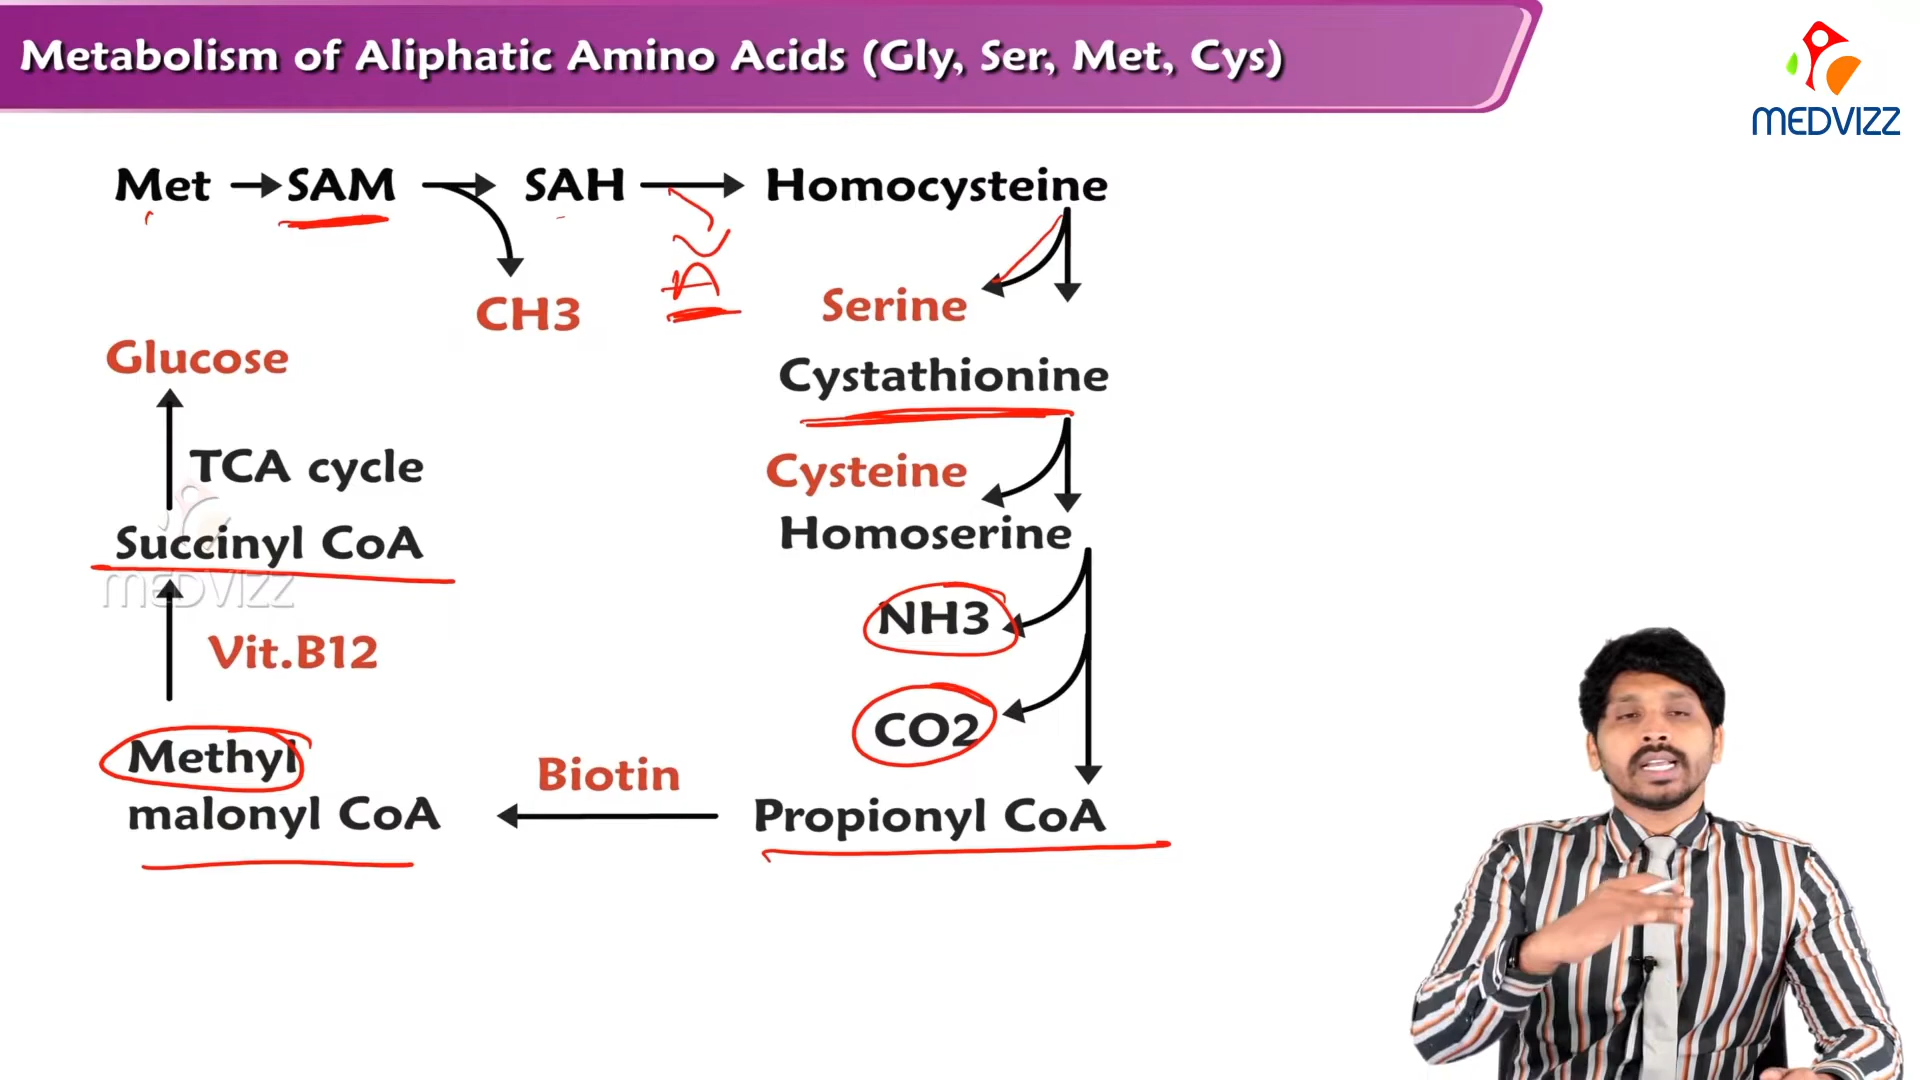 Metabolism of Aliphatic Amino Acids (Gly, Ser, Met, Cys)
MEDVIZZ
Met SAM SAH Homocysteine
CH3
Serine
Glucose
Cystathionine
TCA cycle
Cysteine
Succinyl CoA
Homoserine
MEDVIZZ
NH3
Vit.B12
CO2
Methyl
malonyl CoA
Biotin
Propionyl CoA
A